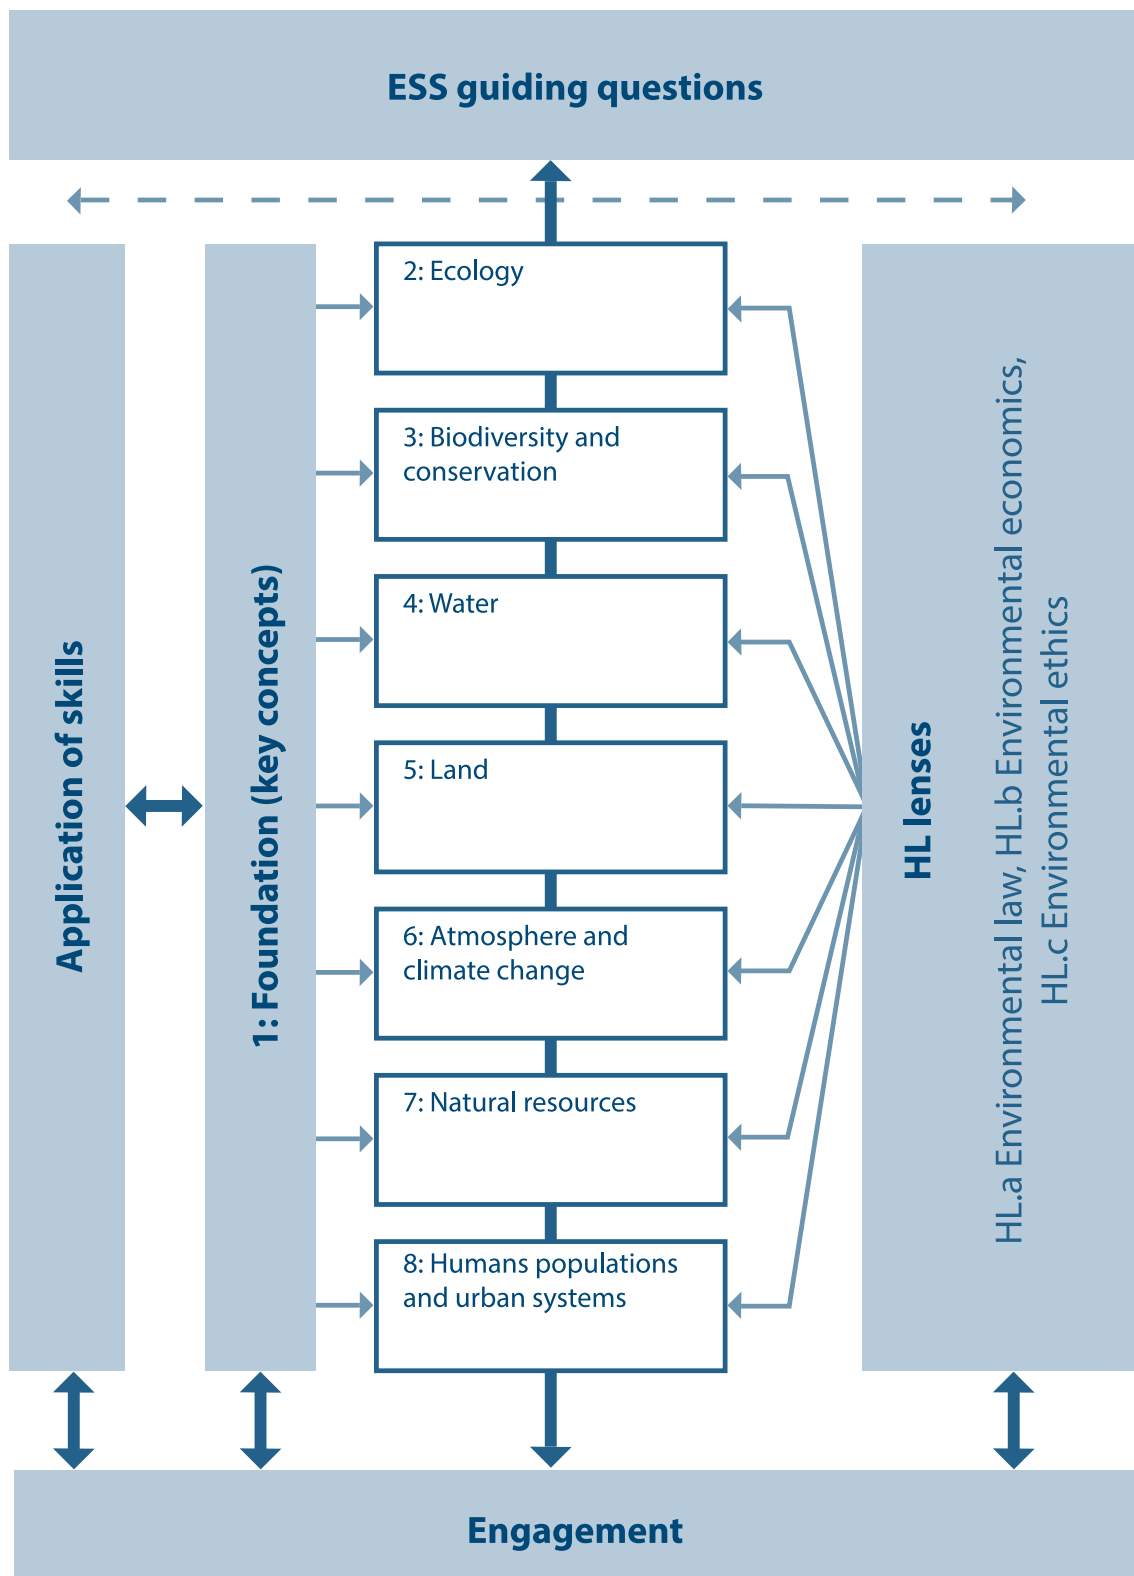 ESS guiding questions
Application of skills
1: Foundation (key concepts)
2: Ecology
3: Biodiversity and
conservation
4: Water
5: Land
6: Atmosphere and
climate change
7: Natural resources
8: Humans populations
and urban systems
HL lenses
HL.a Environmental law, HL.b Environmental economics,
HL.c Environmental ethics
Engagement